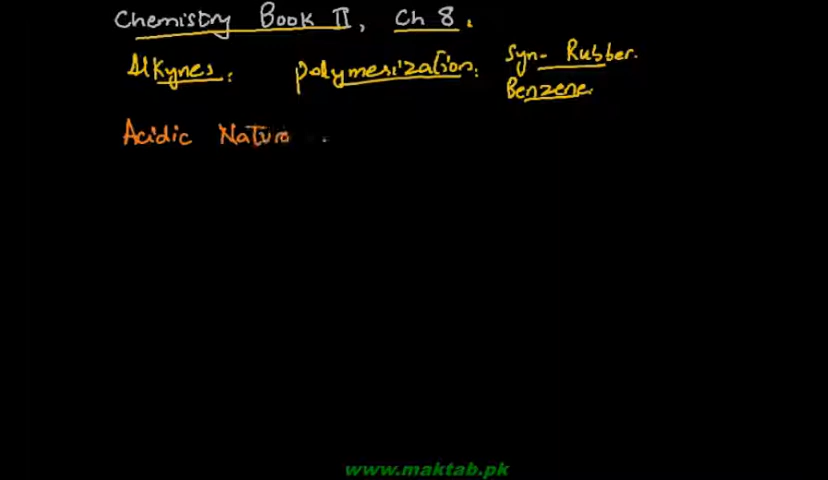 Chemistry Book II, Ch 8.
Alkynes. polymerization. Syn- Rubber.
Benzene.
Acidic Nature
www.maktab.pk